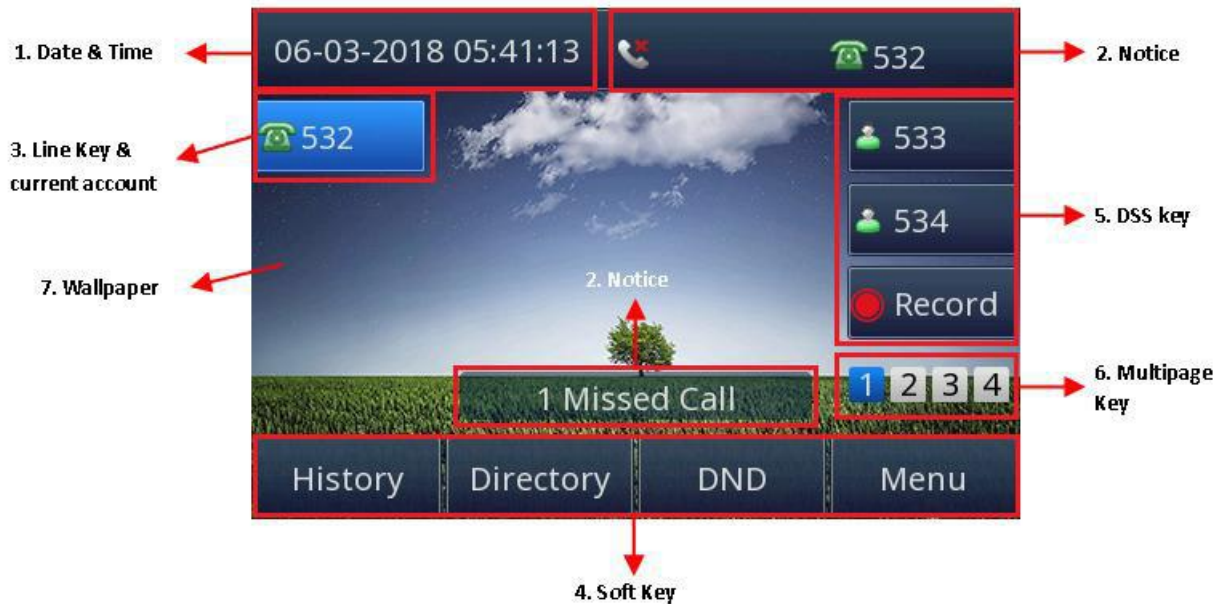 1. Date & Time
06-03-2018 05:41:13
532
2. Notice
3. Line Key &
current account
532
533
534
Record
5. DSS key
7. Wallpaper
2. Notice
1 Missed Call
1 2 3 4
6. Multipage
Key
History
Directory
DND
Menu
4. Soft Key